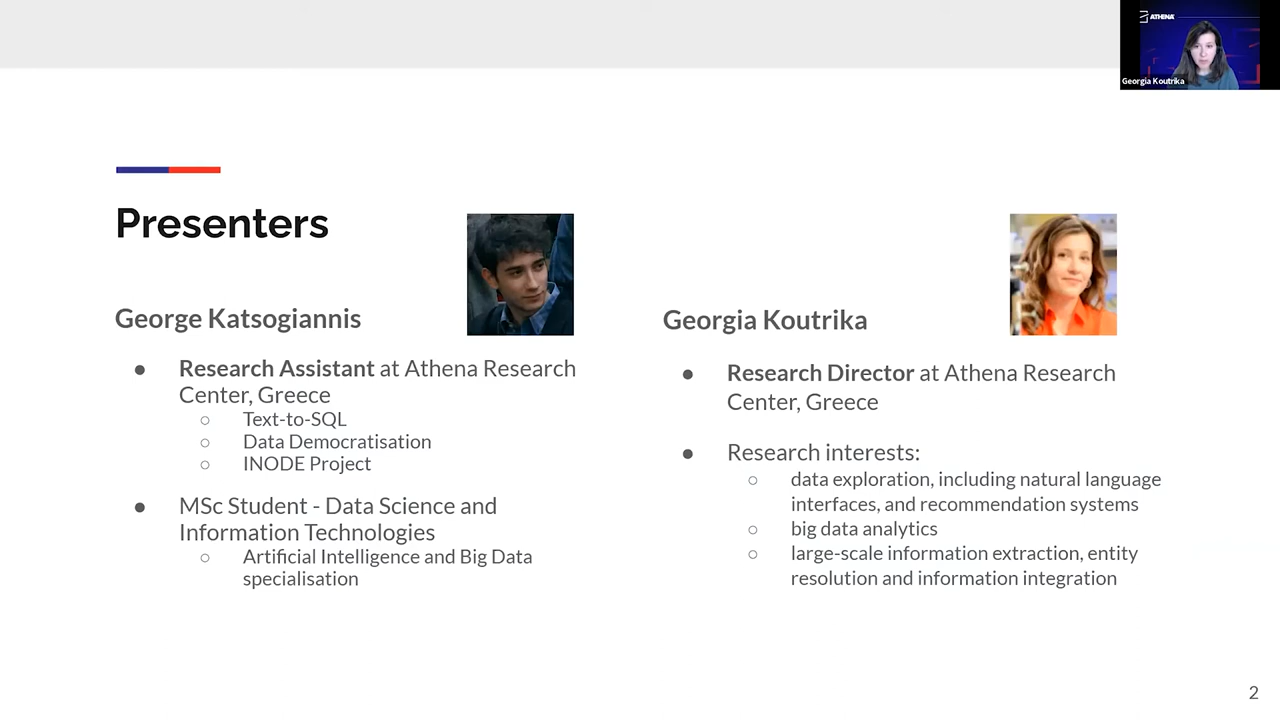 ATHENA
Georgia Koutrika
Presenters
George Katsogiannis
● Research Assistant at Athena Research
Center, Greece
○ Text-to-SQL
○ Data Democratisation
○ INODE Project
● MSc Student - Data Science and
Information Technologies
○ Artificial Intelligence and Big Data
specialisation
Georgia Koutrika
● Research Director at Athena Research
Center, Greece
● Research interests:
○ data exploration, including natural language
interfaces, and recommendation systems
○ big data analytics
○ large-scale information extraction, entity
resolution and information integration
2